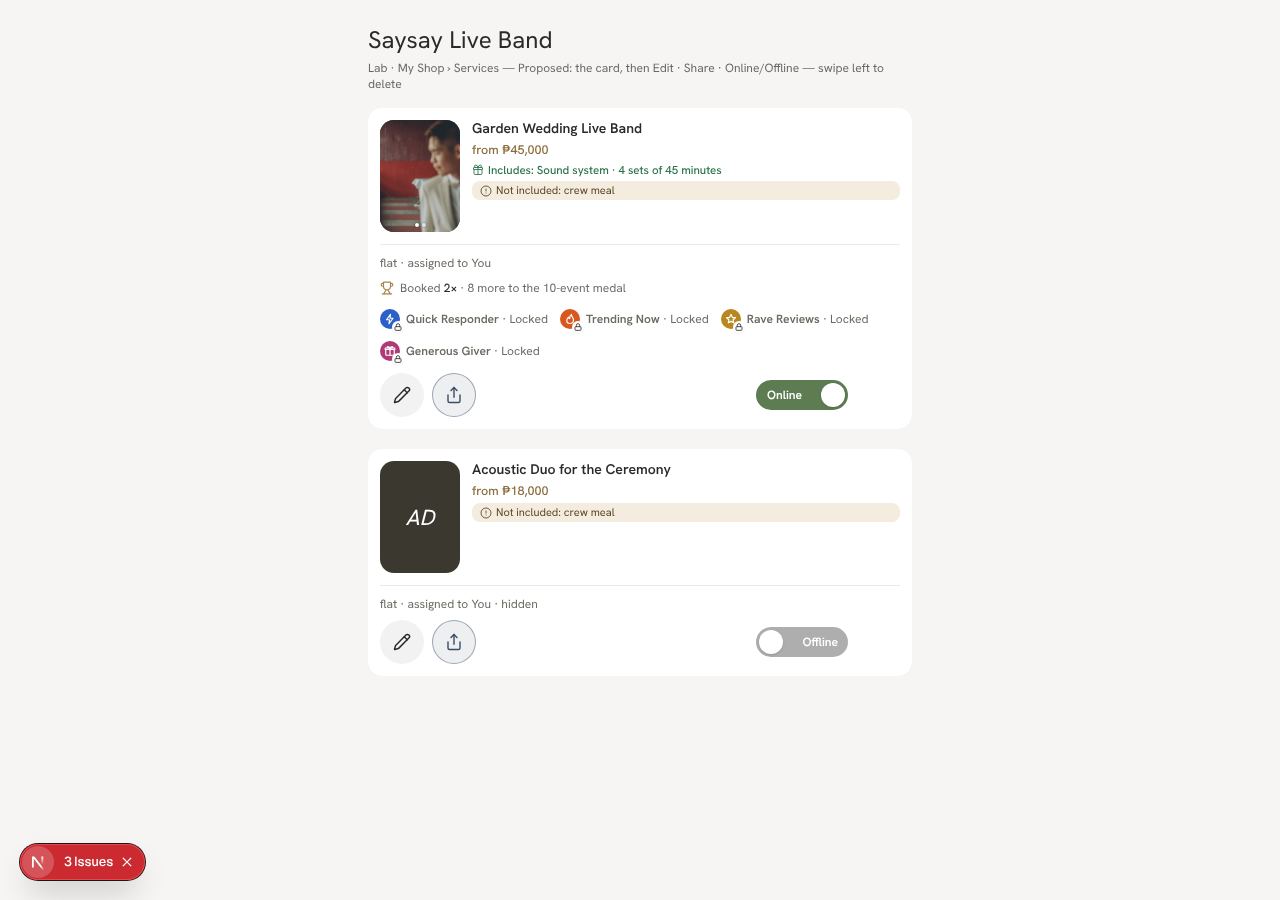 Saysay Live Band
Lab · My Shop › Services — Proposed: the card, then Edit · Share · Online/Offline — swipe left to
delete
Garden Wedding Live Band
from ₱45,000
Includes: Sound system · 4 sets of 45 minutes
Not included: crew meal
flat · assigned to You
Booked 2× · 8 more to the 10-event medal
Quick Responder · Locked
Trending Now · Locked
Rave Reviews · Locked
Generous Giver · Locked
Online
AD
Acoustic Duo for the Ceremony
from ₱18,000
Not included: crew meal
flat · assigned to You · hidden
Offline
N 3 Issues